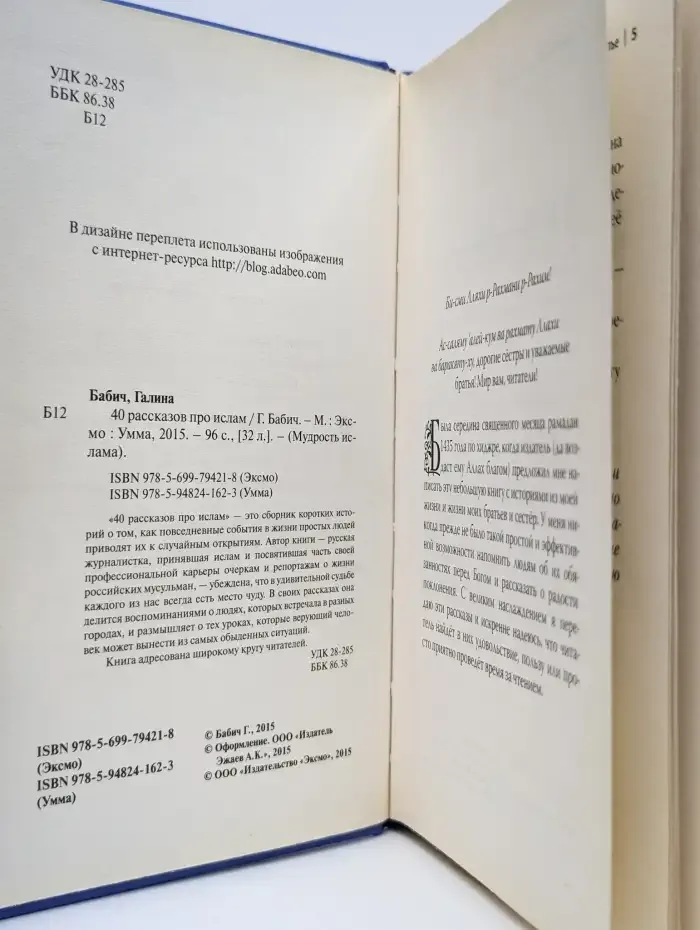 УДК 28-285
ББК 86.38
Б12
В дизайне переплета использованы изображения
с интернет-ресурса http://blog.adabeo.com
Бабич, Галина
Б12 40 рассказов про ислам / Г. Бабич. – М. : Экс-
мо : Умма, 2015. – 96 с., [32 л.]. – (Мудрость ис-
лама).
ISBN 978-5-699-79421-8 (Эксмо)
ISBN 978-5-94824-162-3 (Умма)
«40 рассказов про ислам» – это сборник коротких исто-
рий о том, как повседневные события в жизни простых людей
приводят их к случайным открытиям. Автор книги – русская
журналистка, принявшая ислам и посвятившая часть своей
профессиональной карьеры очеркам и репортажам о жизни
российских мусульман, – убеждена, что в удивительной судьбе
каждого из нас всегда есть место чуду. В своих рассказах она
делится воспоминаниями о людях, которых встречала в разных
городах, и размышляет о тех уроках, которые верующий чело-
век может вынести из самых обыденных ситуаций.
Книга адресована широкому кругу читателей.
УДК 28-285
ББК 86.38
ISBN 978-5-699-79421-8
(Эксмо)
ISBN 978-5-94824-162-3
(Умма)
© Бабич Г., 2015
© Оформление. ООО «Издатель
Эжаев А.К.», 2015
© ООО «Издательство «Эксмо», 2015
Би-сми Лляхи р-Рахмани р-Рахим!
Ас-саляму 'алей-кум ва рахмату Ллахи
ва баракяту-ху, дорогие сёстры и уважаемые
братья! Мир вам, читатели!
Была середина священного месяца рамадан
1435 года по хиджре, когда издатель (да воз-
даст ему Аллах благом) предложил мне на-
писать эту небольшую книгу с историями из моей
жизни и жизни моих братьев и сестёр. У меня ни-
когда прежде не было такой простой и эффектив-
ной возможности напомнить людям об их обя-
занностях перед Богом и рассказать о радости
поклонения. С великим наслаждением я пере-
даю эти рассказы и искренне надеюсь, что чита-
тель найдёт в них удовольствие, пользу или про-
сто приятно проведёт время за чтением.
5